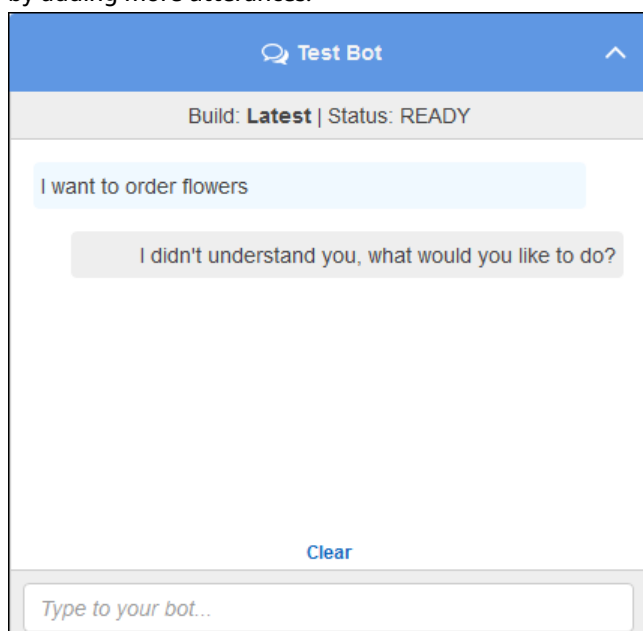 by adding more utterances.
Test Bot
Build: Latest | Status: READY
I want to order flowers
I didn't understand you, what would you like to do?
Clear
Type to your bot...